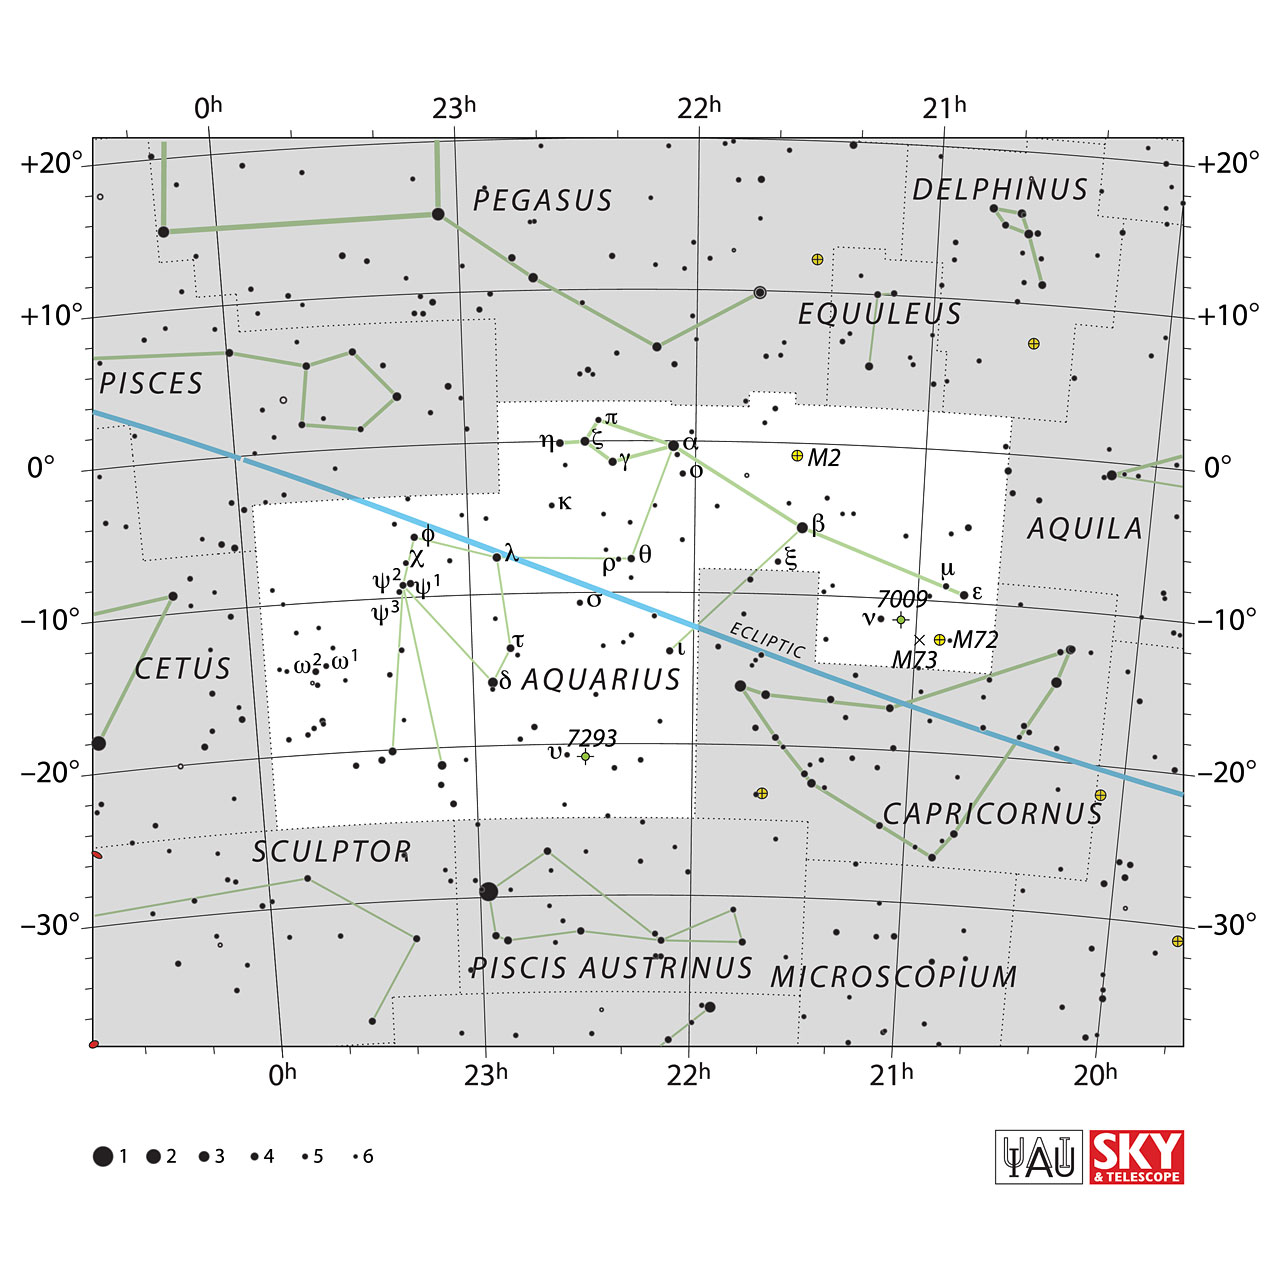 0h 23h 22h 21h
+20° +20°
PEGASUS DELPHINUS
+10° EQUULEUS +10°
PISCES
π
η ζ α
γ M2
0° ο 0°
κ
β AQUILA
ϕ
λ ρ θ ξ
χ
ψ² ψ¹ μ
ψ³ σ 7009 ε
−10° ν −10°
ECLIPTIC
τ ι M72
ω² ω¹ M73
CETUS δ AQUARIUS
7293
υ
−20° −20°
CAPRICORNUS
SCULPTOR
−30° −30°
PISCIS AUSTRINUS MICROSCOPIUM
0h 23h 22h 21h 20h
1 2 3 4 5 6
IAU SKY
& TELESCOPE